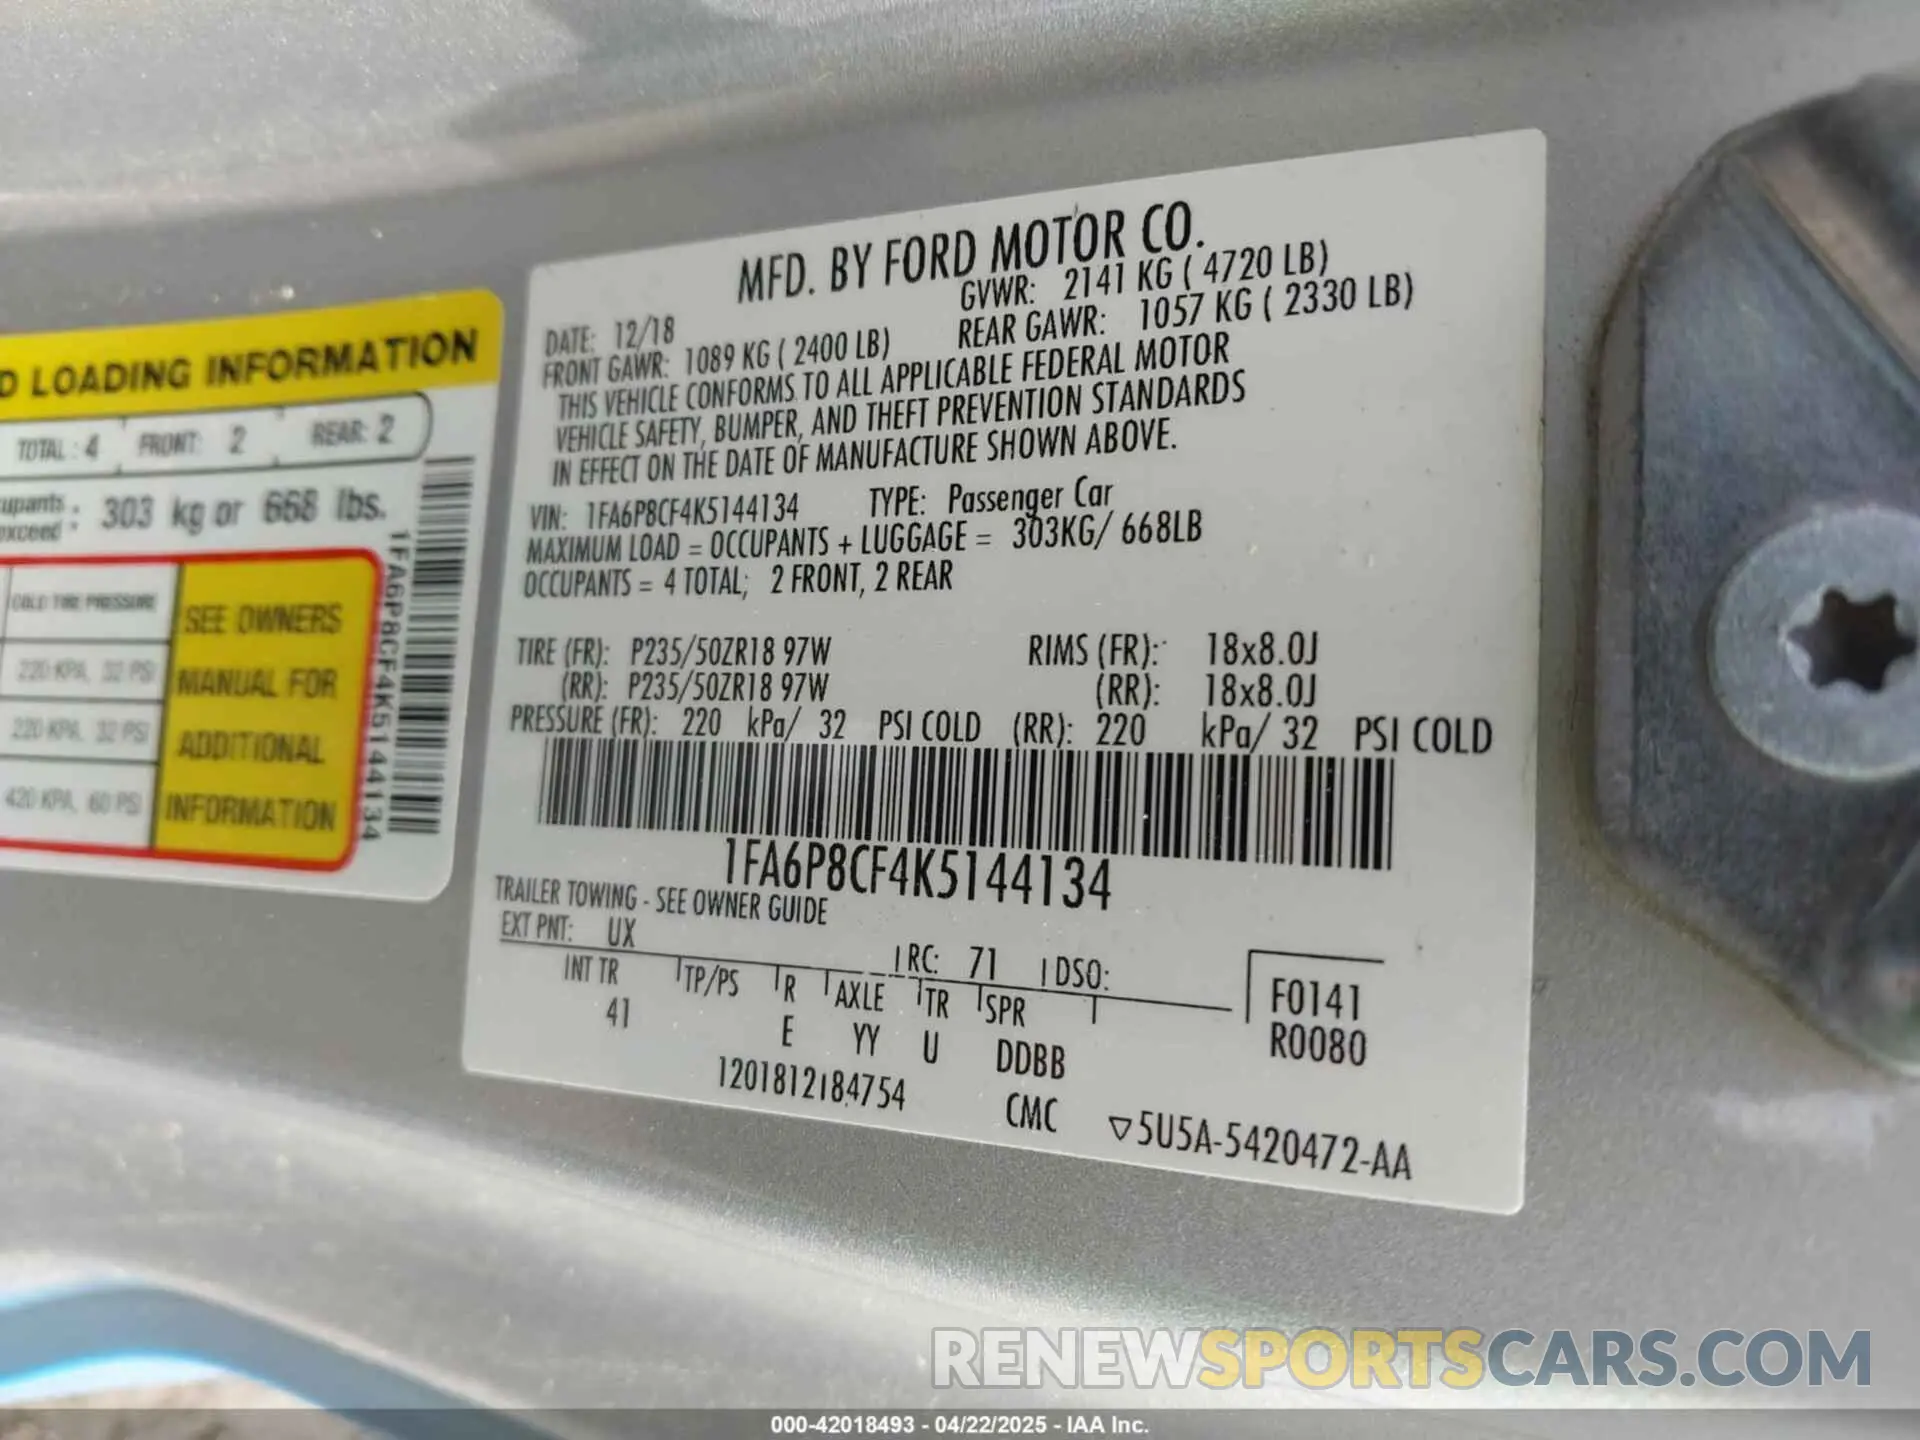 D LOADING INFORMATION
TOTAL : 4 FRONT: 2 REAR: 2
upants
exceed : 303 kg or 668 lbs.
COLD TIRE PRESSURE
220 KPA, 32 PSI
220 KPA, 32 PSI
420 KPA, 60 PSI
SEE OWNERS
MANUAL FOR
ADDITIONAL
INFORMATION
1FA6P8CF4K5144134
MFD. BY FORD MOTOR CO.
DATE: 12/18 GVWR: 2141 KG ( 4720 LB)
FRONT GAWR: 1089 KG ( 2400 LB) REAR GAWR: 1057 KG ( 2330 LB)
THIS VEHICLE CONFORMS TO ALL APPLICABLE FEDERAL MOTOR
VEHICLE SAFETY, BUMPER, AND THEFT PREVENTION STANDARDS
IN EFFECT ON THE DATE OF MANUFACTURE SHOWN ABOVE.
VIN: 1FA6P8CF4K5144134 TYPE: Passenger Car
MAXIMUM LOAD = OCCUPANTS + LUGGAGE = 303KG/ 668LB
OCCUPANTS = 4 TOTAL; 2 FRONT, 2 REAR
TIRE (FR): P235/50ZR18 97W RIMS (FR): 18x8.0J
(RR): P235/50ZR18 97W (RR): 18x8.0J
PRESSURE (FR): 220 kPa/ 32 PSI COLD (RR): 220 kPa/ 32 PSI COLD
1FA6P8CF4K5144134
TRAILER TOWING - SEE OWNER GUIDE
EXT PNT: UX RC: 71 DSO:
INT TR TP/PS R AXLE TR SPR F0141
41 E YY U DDBB R0080
1201812184754 CMC ▽5U5A-5420472-AA
RENEWSPORTSCARS.COM
000-42018493 - 04/22/2025 - IAA Inc.